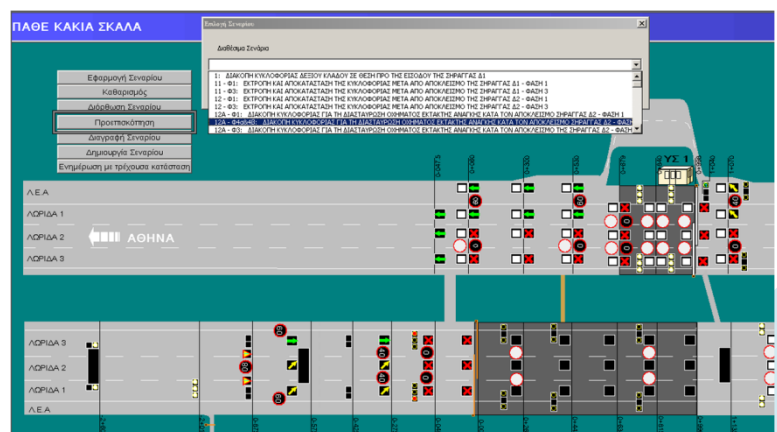 ΠΑΘΕ ΚΑΚΙΑ ΣΚΑΛΑ
Επιλογή Σεναρίου
Διαθέσιμα Σενάρια
1: ΔΙΑΚΟΠΗ ΚΥΚΛΟΦΟΡΙΑΣ ΔΕΞΙΟΥ ΚΛΑΔΟΥ ΣΕ ΘΕΣΗ ΠΡΟ ΤΗΣ ΕΙΣΟΔΟΥ ΤΗΣ ΣΗΡΑΓΓΑΣ Δ1
11 - Φ1: ΕΚΤΡΟΠΗ ΚΑΙ ΑΠΟΚΑΤΑΣΤΑΣΗ ΤΗΣ ΚΥΚΛΟΦΟΡΙΑΣ ΜΕΤΑ ΑΠΟ ΑΠΟΚΛΕΙΣΜΟ ΤΗΣ ΣΗΡΑΓΓΑΣ Δ1 - ΦΑΣΗ 1
11 - Φ3: ΕΚΤΡΟΠΗ ΚΑΙ ΑΠΟΚΑΤΑΣΤΑΣΗ ΤΗΣ ΚΥΚΛΟΦΟΡΙΑΣ ΜΕΤΑ ΑΠΟ ΑΠΟΚΛΕΙΣΜΟ ΤΗΣ ΣΗΡΑΓΓΑΣ Δ1 - ΦΑΣΗ 3
12 - Φ1: ΕΚΤΡΟΠΗ ΚΑΙ ΑΠΟΚΑΤΑΣΤΑΣΗ ΤΗΣ ΚΥΚΛΟΦΟΡΙΑΣ ΜΕΤΑ ΑΠΟ ΑΠΟΚΛΕΙΣΜΟ ΤΗΣ ΣΗΡΑΓΓΑΣ Δ2 - ΦΑΣΗ 1
12 - Φ3: ΕΚΤΡΟΠΗ ΚΑΙ ΑΠΟΚΑΤΑΣΤΑΣΗ ΤΗΣ ΚΥΚΛΟΦΟΡΙΑΣ ΜΕΤΑ ΑΠΟ ΑΠΟΚΛΕΙΣΜΟ ΤΗΣ ΣΗΡΑΓΓΑΣ Δ2 - ΦΑΣΗ 3
12Α - Φ1: ΔΙΑΚΟΠΗ ΚΥΚΛΟΦΟΡΙΑΣ ΓΙΑ ΤΗ ΔΙΑΣΤΑΥΡΩΣΗ ΟΧΗΜΑΤΟΣ ΕΚΤΑΚΤΗΣ ΑΝΑΓΚΗΣ ΚΑΤΑ ΤΟΝ ΑΠΟΚΛΕΙΣΜΟ ΤΗΣ ΣΗΡΑΓΓΑΣ Δ2 - ΦΑΣΗ 1
ΔΙΑΚΟΠΗ ΚΥΚΛΟΦΟΡΙΑΣ ΓΙΑ ΤΗ ΔΙΑΣΤΑΥΡΩΣΗ ΟΧΗΜΑΤΟΣ ΕΚΤΑΚΤΗΣ ΑΝΑΓΚΗΣ ΚΑΤΑ ΤΟΝ ΑΠΟΚΛΕΙΣΜΟ ΤΗΣ ΣΗΡΑΓΓΑΣ Δ2 - ΦΑΣΗ
12Α - Φ3: ΔΙΑΚΟΠΗ ΚΥΚΛΟΦΟΡΙΑΣ ΓΙΑ ΤΗ ΔΙΑΣΤΑΥΡΩΣΗ ΟΧΗΜΑΤΟΣ ΕΚΤΑΚΤΗΣ ΑΝΑΓΚΗΣ ΚΑΤΑ ΤΟΝ ΑΠΟΚΛΕΙΣΜΟ ΤΗΣ ΣΗΡΑΓΓΑΣ Δ2 - ΦΑΣΗ
Εφαρμογή Σεναρίου
Καθαρισμός
Διόρθωση Σεναρίου
Προεπισκόπηση
Διαγραφή Σεναρίου
Δημιουργία Σεναρίου
Ενημέρωση με τρέχουσα κατάσταση
ΥΣ 1
Λ.Ε.Α
ΛΩΡΙΔΑ 1
ΛΩΡΙΔΑ 2
ΑΘΗΝΑ
ΛΩΡΙΔΑ 3
ΛΩΡΙΔΑ 3
ΛΩΡΙΔΑ 2
ΛΩΡΙΔΑ 1
Λ.Ε.Α